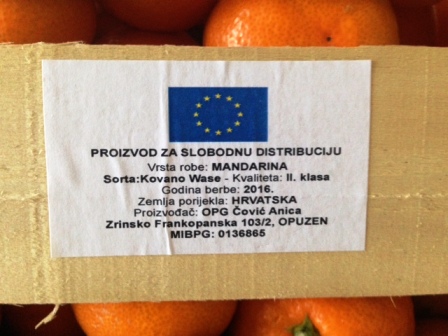 PROIZVOD ZA SLOBODNU DISTRIBUCIJU
Vrsta robe: MANDARINA
Sorta:Kovano Wase - Kvaliteta: II. klasa
Godina berbe: 2016.
Zemlja porijekla: HRVATSKA
Proizvođač: OPG Čović Anica
Zrinsko Frankopanska 103/2, OPUZEN
MIBPG: 0136865